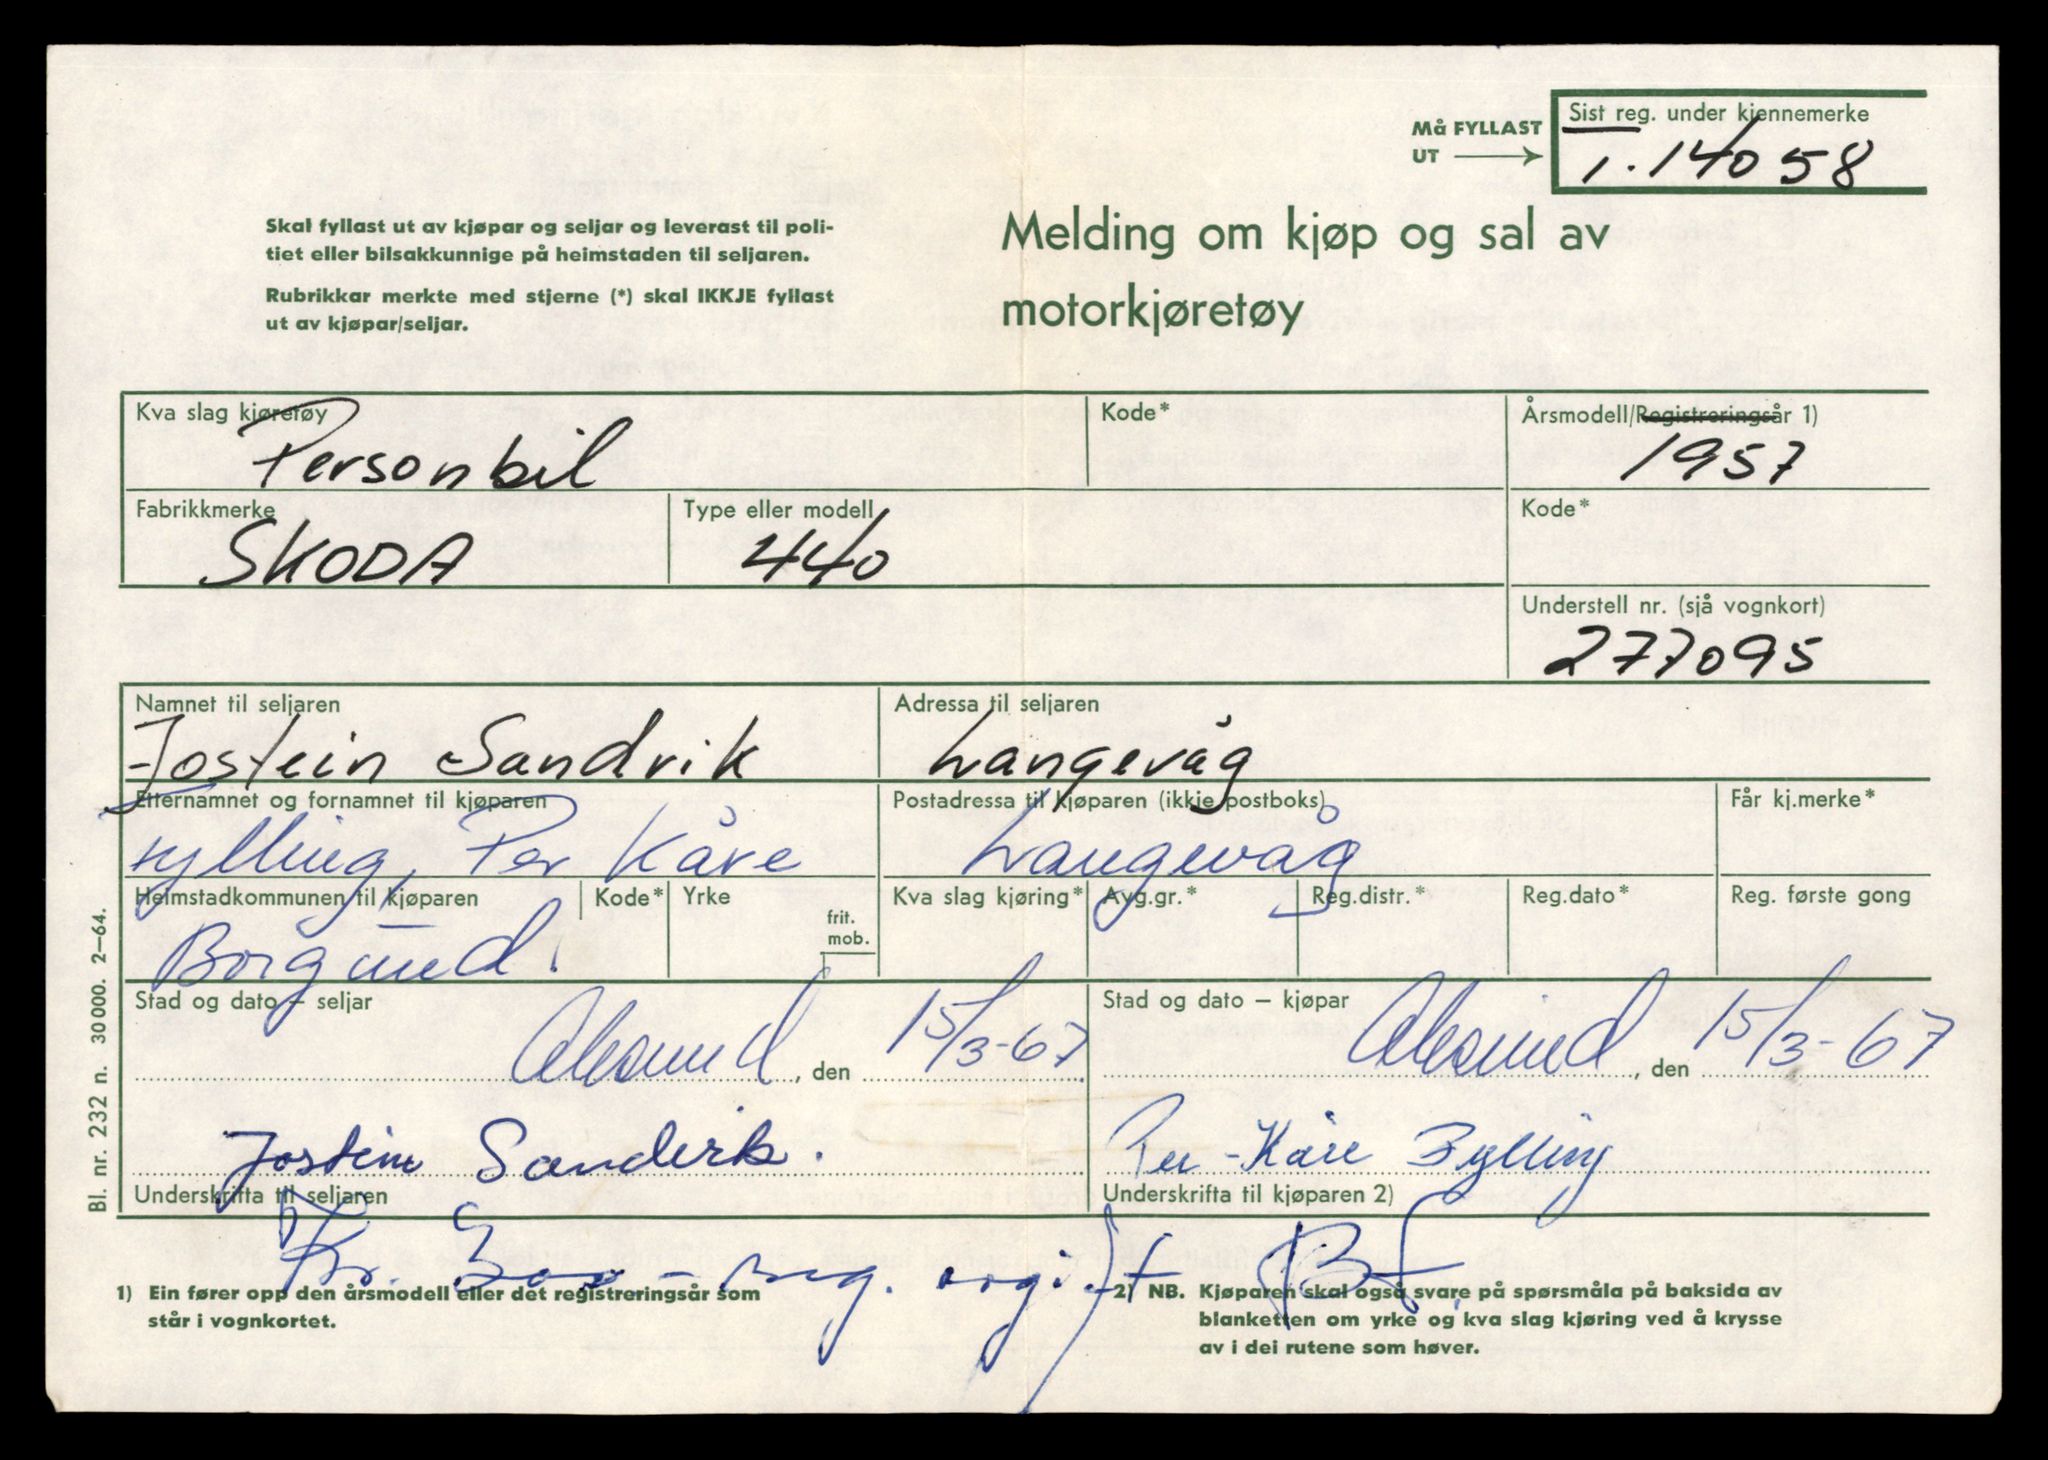 Må FYLLAST UT
Sist reg. under kjennemerke
1.14058
Skal fyllast ut av kjøpar og seljar og leverast til poli-
tiet eller bilsakkunnige på heimstaden til seljaren.
Rubrikkar merkte med stjerne (*) skal IKKJE fyllast
ut av kjøpar/seljar.
Melding om kjøp og sal av
motorkjøretøy
Kva slag kjøretøy
Personbil
Kode*
Årsmodell/Registreringsår 1)
1957
Fabrikkmerke
SKODA
Type eller modell
440
Kode*
Understell nr. (sjå vognkort)
277095
Namnet til seljaren
Jostein Sandvik
Adressa til seljaren
Langevåg
Etternamnet og fornamnet til kjøparen
Fylling, Per Kåre
Postadressa til kjøparen (ikkje postboks)
Langevåg
Får kj.merke*
Heimstadkommunen til kjøparen
Borgund.
Kode*
Yrke
frit.
mob.
Kva slag kjøring*
Avg.gr.*
Reg.distr.*
Reg.dato*
Reg. første gong
Stad og dato – seljar
Ålesund, den 15/3-67
Stad og dato – kjøpar
Ålesund, den 15/3-67
Jostein Sandvik.
Underskrifta til seljaren
Per-Kåre Fylling
Underskrifta til kjøparen 2)
Kr.
1) Ein fører opp den årsmodell eller det registreringsår som
står i vognkortet.
2) NB. Kjøparen skal også svare på spørsmåla på baksida av
blanketten om yrke og kva slag kjøring ved å krysse
av i dei rutene som høver.
Bl. nr. 232 n. 30000. 2–64.